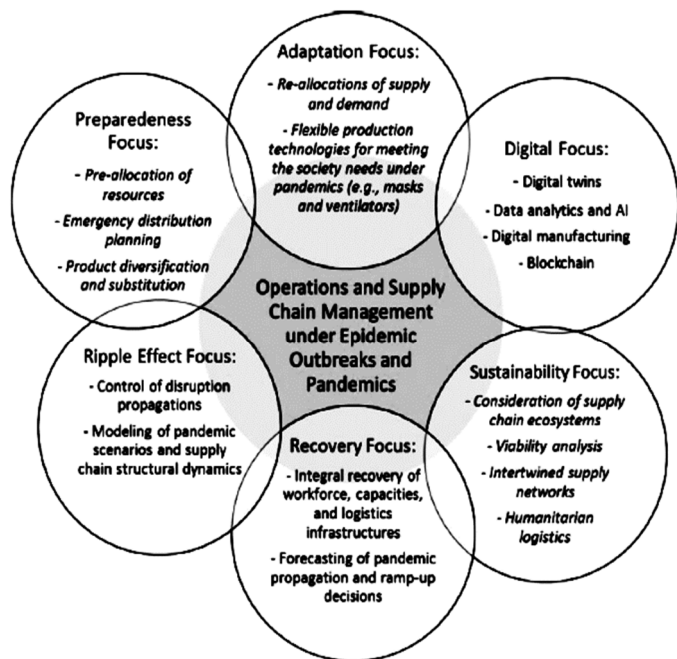 Adaptation Focus:
- Re-allocations of supply
and demand
- Flexible production
technologies for meeting
the society needs under
pandemics (e.g., masks
and ventilators)
Preparedeness
Focus:
- Pre-allocation of
resources
- Emergency distribution
planning
- Product diversification
and substitution
Digital Focus:
- Digital twins
- Data analytics and AI
- Digital manufacturing
- Blockchain
Operations and Supply
Chain Management
under Epidemic
Outbreaks and
Pandemics
Ripple Effect Focus:
- Control of disruption
propagations
- Modeling of pandemic
scenarios and supply
chain structural dynamics
Sustainability Focus:
- Consideration of supply
chain ecosystems
- Viability analysis
- Intertwined supply
networks
- Humanitarian
logistics
Recovery Focus:
- Integral recovery of
workforce, capacities,
and logistics
infrastructures
- Forecasting of pandemic
propagation and ramp-up
decisions